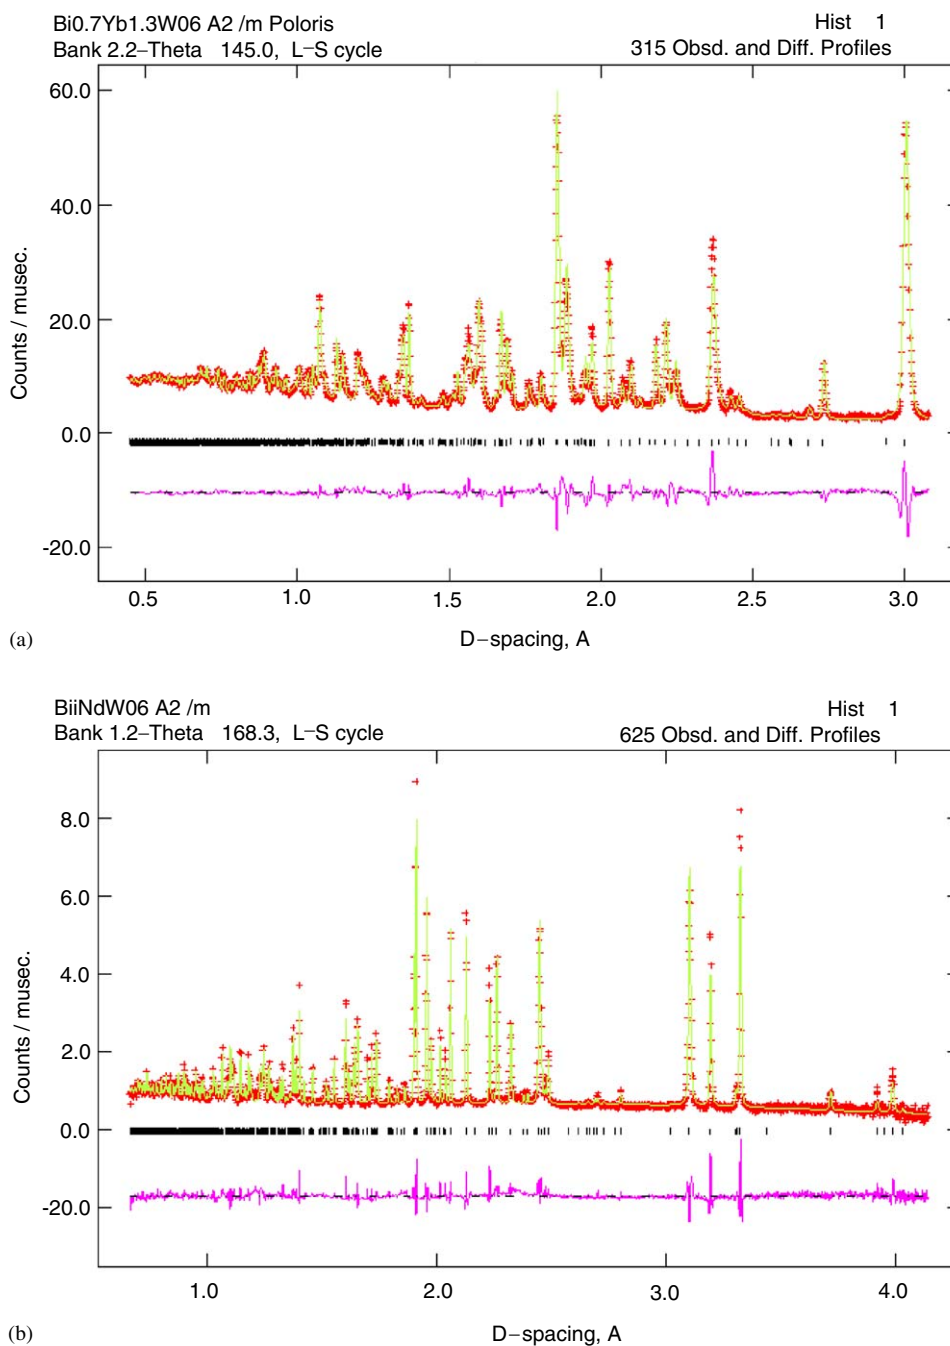 Bi0.7Yb1.3W06 A2 /m Poloris Hist 1
Bank 2.2–Theta 145.0, L–S cycle 315 Obsd. and Diff. Profiles
60.0
40.0
20.0
0.0
-20.0
Counts / musec.
0.5 1.0 1.5 2.0 2.5 3.0
(a) D–spacing, A
BiiNdW06 A2 /m Hist 1
Bank 1.2–Theta 168.3, L–S cycle 625 Obsd. and Diff. Profiles
8.0
6.0
4.0
2.0
0.0
-20.0
Counts / musec.
1.0 2.0 3.0 4.0
(b) D–spacing, A